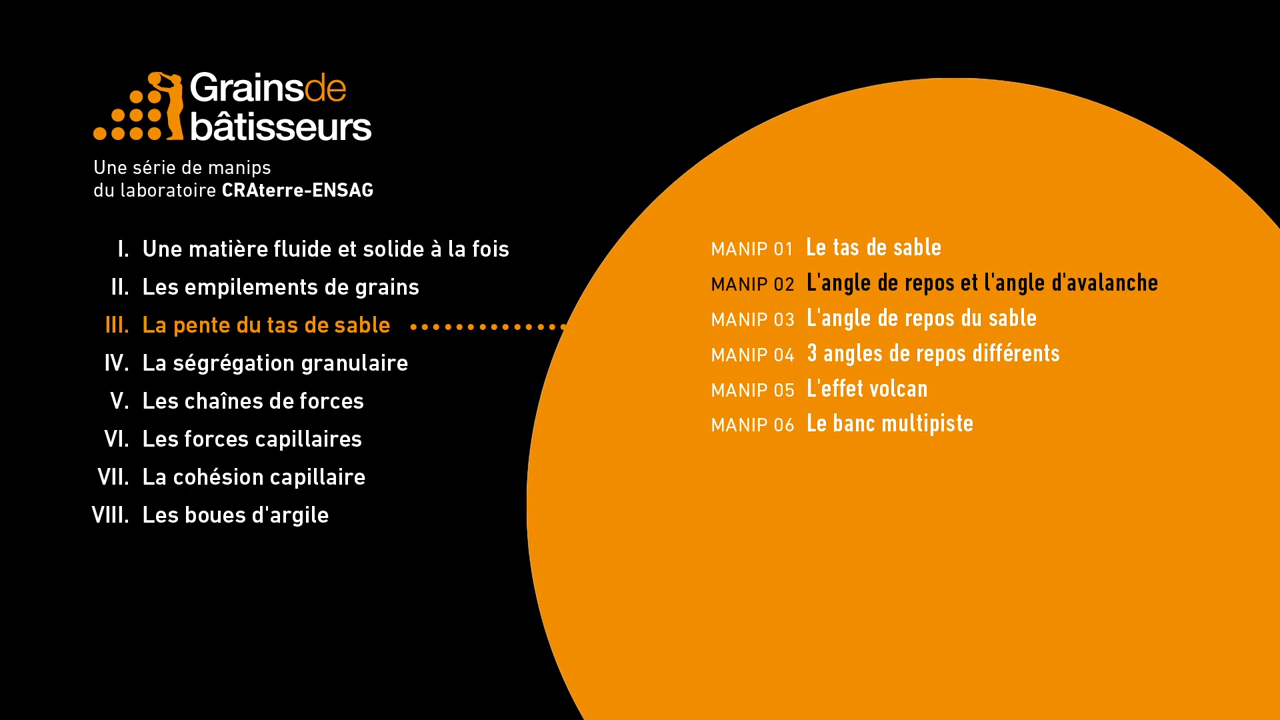 Grainsde
bâtisseurs
Une série de manips
du laboratoire CRAterre-ENSAG
I. Une matière fluide et solide à la fois
II. Les empilements de grains
III. La pente du tas de sable
IV. La ségrégation granulaire
V. Les chaînes de forces
VI. Les forces capillaires
VII. La cohésion capillaire
VIII. Les boues d'argile
MANIP 01 Le tas de sable
MANIP 02 L'angle de repos et l'angle d'avalanche
MANIP 03 L'angle de repos du sable
MANIP 04 3 angles de repos différents
MANIP 05 L'effet volcan
MANIP 06 Le banc multipiste